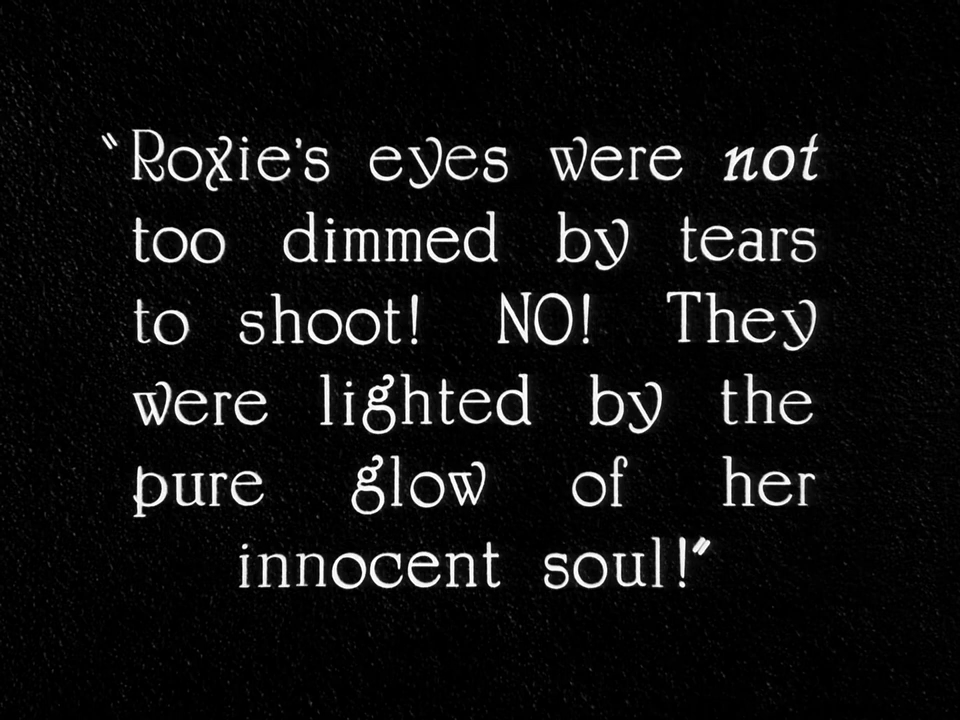 "Roxie's eyes were not
too dimmed by tears
to shoot! NO! They
were lighted by the
pure glow of her
innocent soul!"